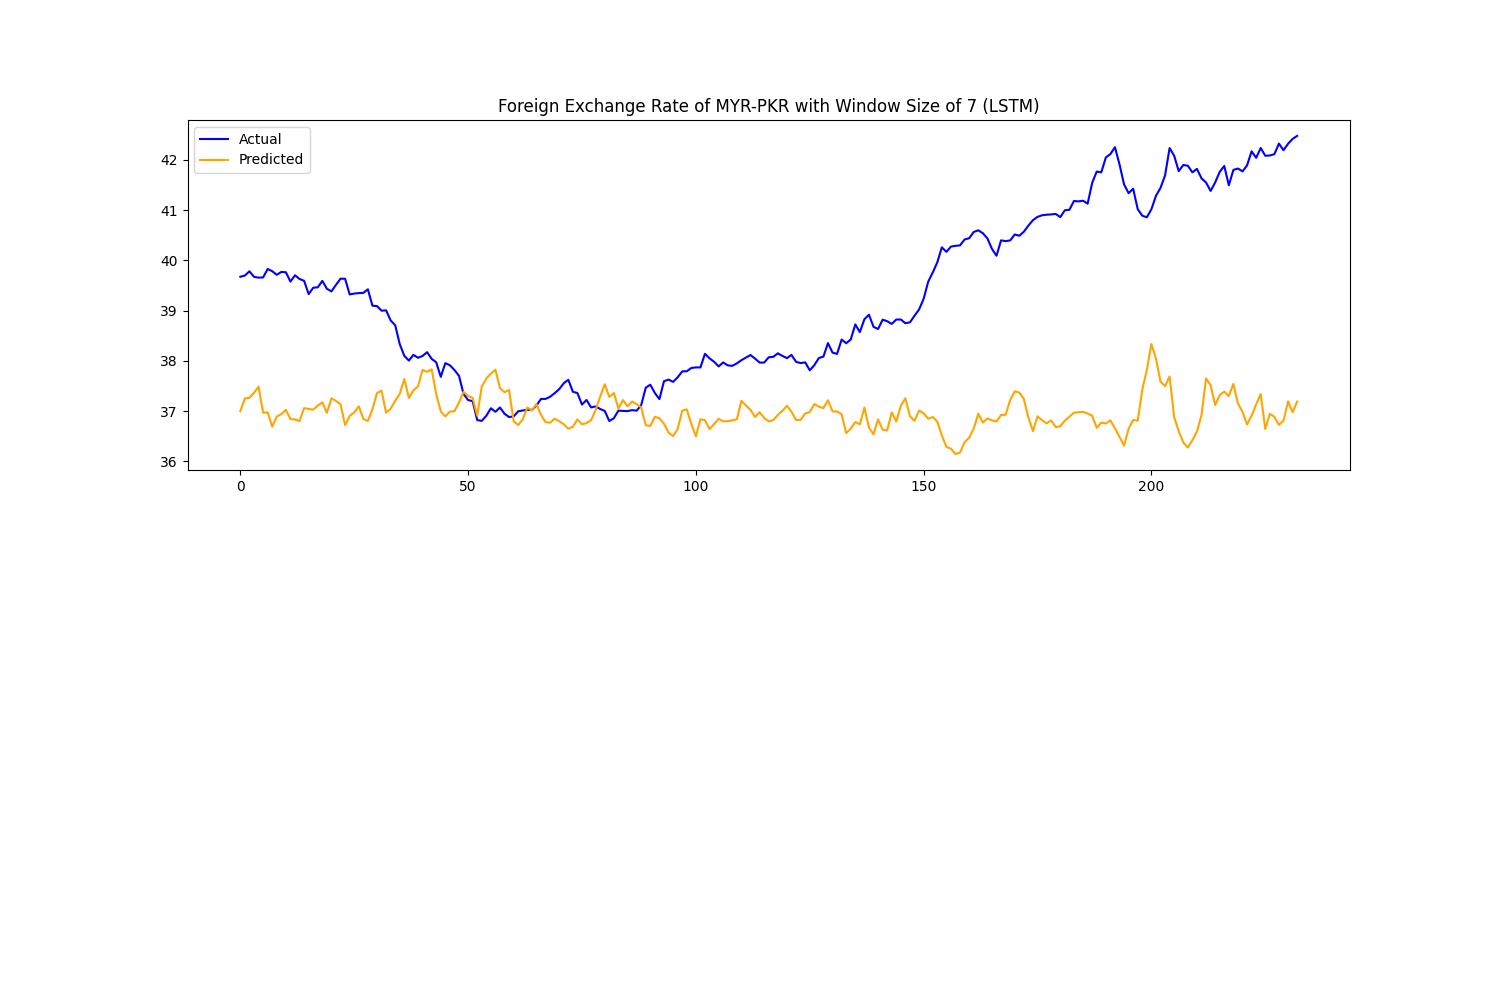 Foreign Exchange Rate of MYR-PKR with Window Size of 7 (LSTM)
Actual
Predicted
42
41
40
39
38
37
36
0 50 100 150 200